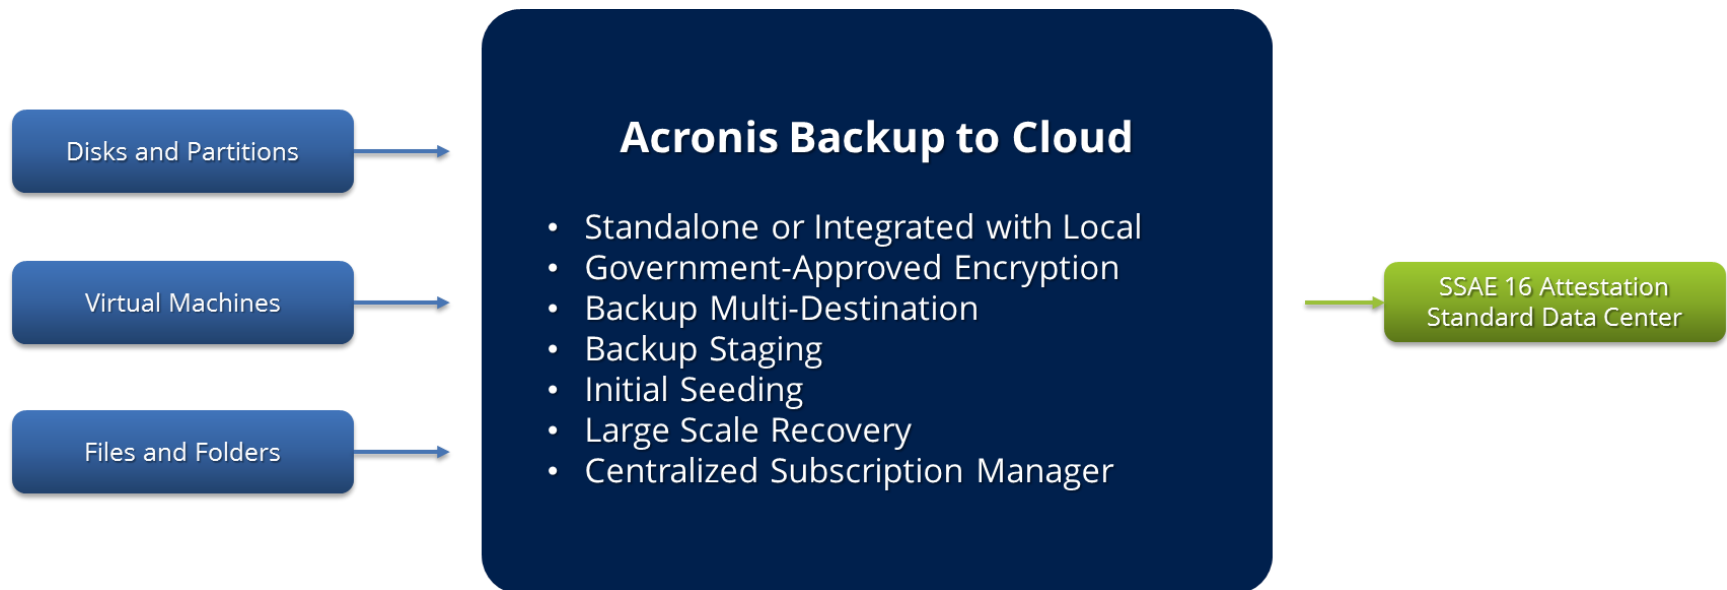 Disks and Partitions
Virtual Machines
Files and Folders
Acronis Backup to Cloud
• Standalone or Integrated with Local
• Government-Approved Encryption
• Backup Multi-Destination
• Backup Staging
• Initial Seeding
• Large Scale Recovery
• Centralized Subscription Manager
SSAE 16 Attestation
Standard Data Center